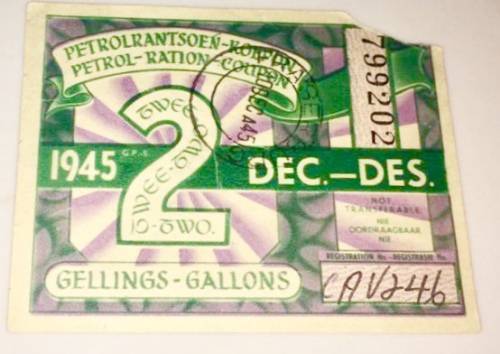 PETROLRANTSOEN-KOEPON
PETROL-RATION-COUPON
799202
TWEE
TWEE-TWO
2
O-TWO.
1945 G.P.-S.
DEC.—DES.
NOT
TRANSFERABLE
NIE
OORDRAAGBAAR
NIE
GELLINGS-GALLONS
REGISTRATION No.-REGISTRASIE No.
CAV246